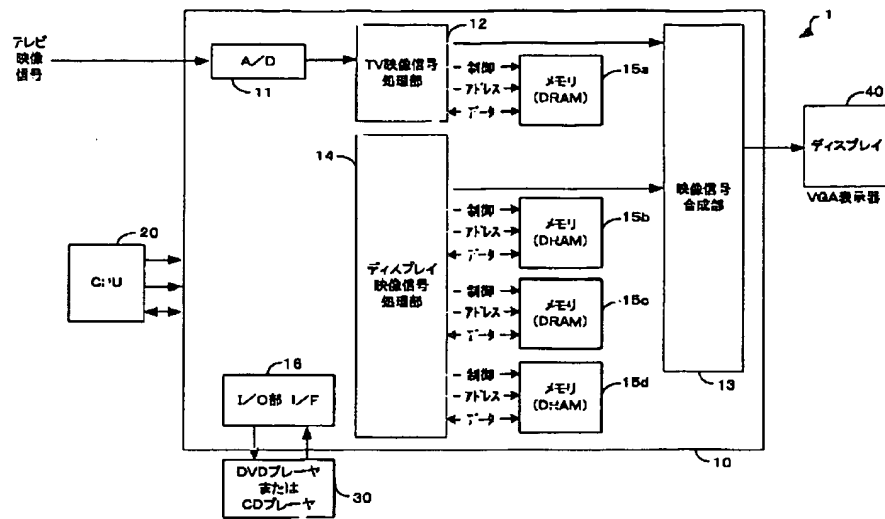 1
テレビ
映像
信号
A/D
11
12
TV映像信号
処理部
制御
アドレス
データ
メモリ
(DRAM)
15a
40
ディスプレイ
VGA表示器
14
ディスプレイ
映像信号
処理部
制御
アドレス
データ
メモリ
(DRAM)
15b
映像信号
合成部
20
CPU
制御
アドレス
データ
メモリ
(DRAM)
15c
16
I/O部 I/F
制御
アドレス
データ
メモリ
(DRAM)
15d
13
10
DVDプレーヤ
または
CDプレーヤ
30